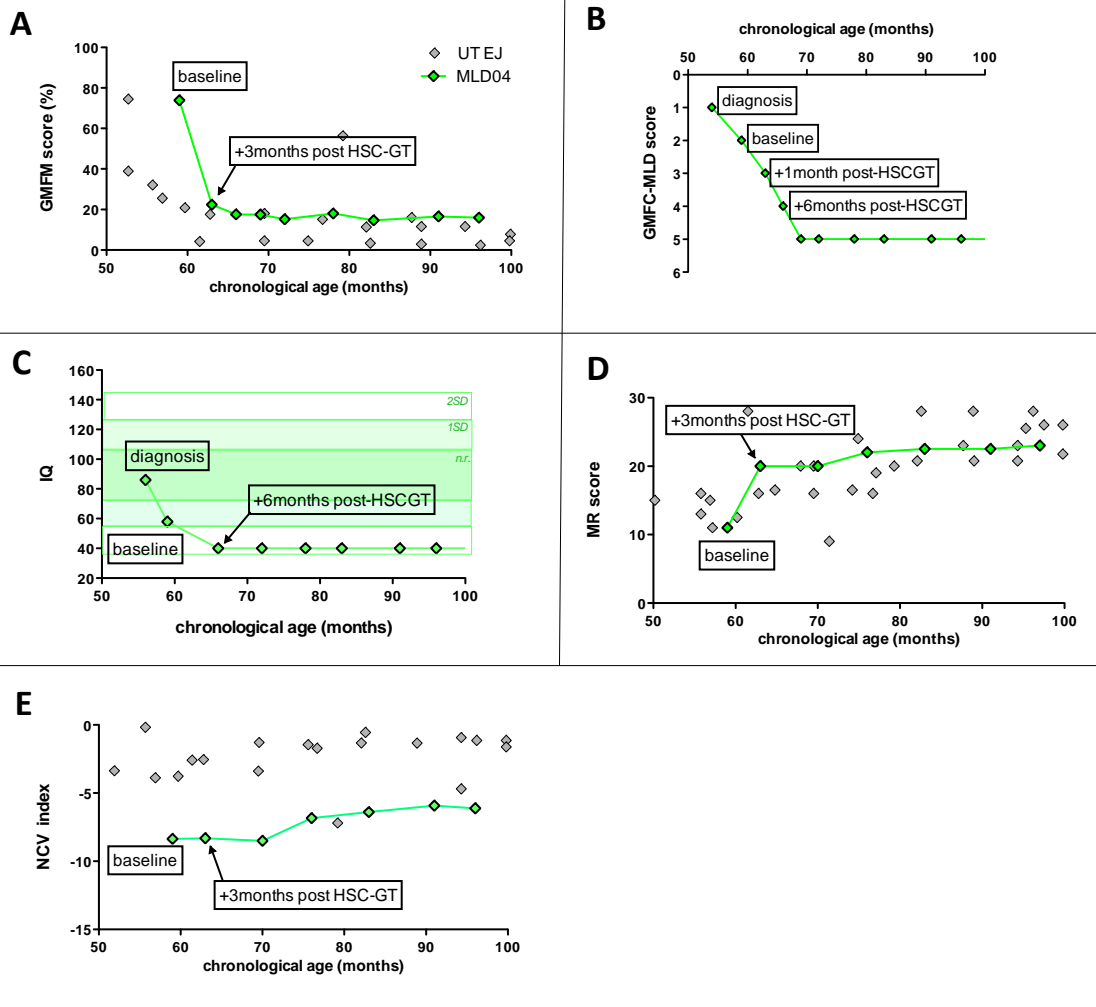 A
GMFM score (%)
100
80
60
40
20
0
50 60 70 80 90 100
chronological age (months)
baseline
+3months post HSC-GT
UT EJ
MLD04
B
chronological age (months)
50 60 70 80 90 100
GMFC-MLD score
0
1
2
3
4
5
6
diagnosis
baseline
+1month post-HSCGT
+6months post-HSCGT
C
IQ
160
140
120
100
80
60
40
20
50 60 70 80 90 100
chronological age (months)
2SD
1SD
n.r.
diagnosis
+6months post-HSCGT
baseline
D
MR score
30
20
10
0
50 60 70 80 90 100
chronological age (months)
+3months post HSC-GT
baseline
E
NCV index
0
-5
-10
-15
50 60 70 80 90 100
chronological age (months)
baseline
+3months post HSC-GT